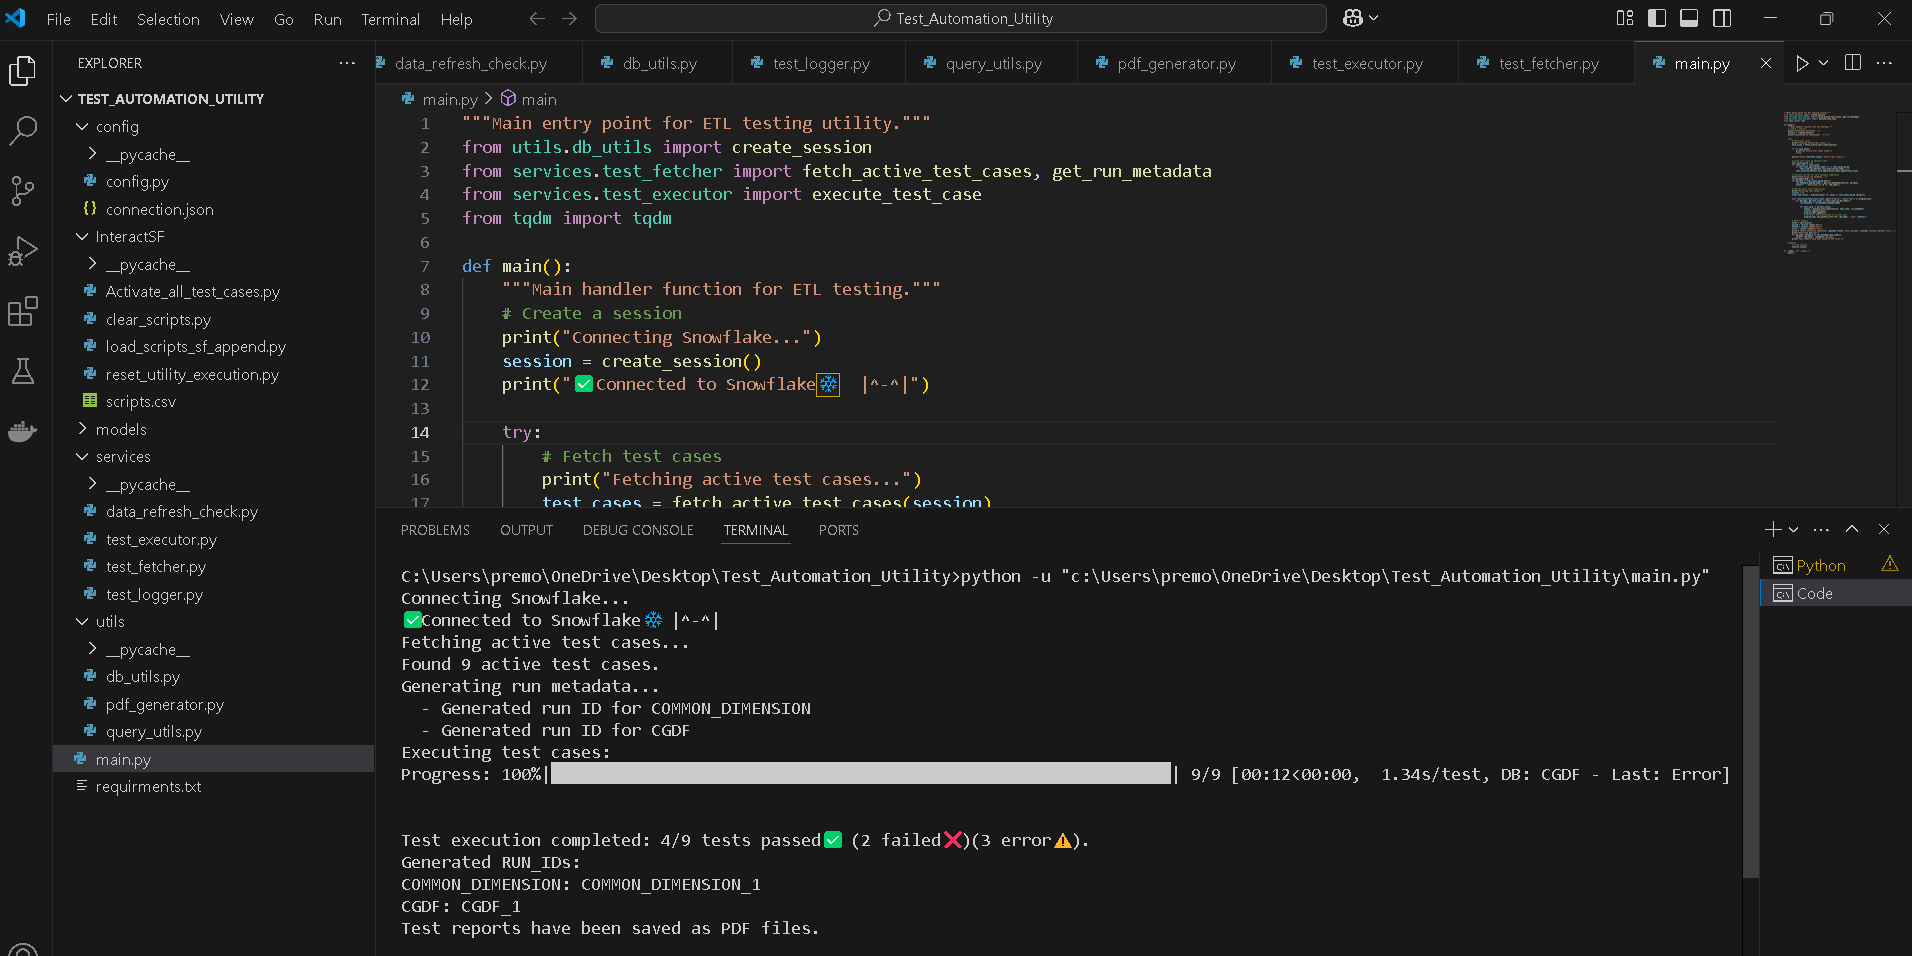 File Edit Selection View Go Run Terminal Help
Test_Automation_Utility
EXPLORER
TEST_AUTOMATION_UTILITY
config
__pycache__
config.py
{} connection.json
InteractSF
__pycache__
Activate_all_test_cases.py
clear_scripts.py
load_scripts_sf_append.py
reset_utility_execution.py
scripts.csv
models
services
__pycache__
data_refresh_check.py
test_executor.py
test_fetcher.py
test_logger.py
utils
__pycache__
db_utils.py
pdf_generator.py
query_utils.py
main.py
requirments.txt
data_refresh_check.py db_utils.py test_logger.py query_utils.py pdf_generator.py test_executor.py test_fetcher.py main.py
main.py > main
1 """Main entry point for ETL testing utility."""
2 from utils.db_utils import create_session
3 from services.test_fetcher import fetch_active_test_cases, get_run_metadata
4 from services.test_executor import execute_test_case
5 from tqdm import tqdm
6
7 def main():
8 """Main handler function for ETL testing."""
9 # Create a session
10 print("Connecting Snowflake...")
11 session = create_session()
12 print("✅Connected to Snowflake❄ |^-^|")
13
14 try:
15 # Fetch test cases
16 print("Fetching active test cases...")
17 test_cases = fetch_active_test_cases(session)
PROBLEMS OUTPUT DEBUG CONSOLE TERMINAL PORTS
Python
Code
C:\Users\premo\OneDrive\Desktop\Test_Automation_Utility>python -u "c:\Users\premo\OneDrive\Desktop\Test_Automation_Utility\main.py"
Connecting Snowflake...
✅Connected to Snowflake❄ |^-^|
Fetching active test cases...
Found 9 active test cases.
Generating run metadata...
- Generated run ID for COMMON_DIMENSION
- Generated run ID for CGDF
Executing test cases:
Progress: 100%| | 9/9 [00:12<00:00, 1.34s/test, DB: CGDF - Last: Error]
Test execution completed: 4/9 tests passed✅ (2 failed❌)(3 error⚠).
Generated RUN_IDs:
COMMON_DIMENSION: COMMON_DIMENSION_1
CGDF: CGDF_1
Test reports have been saved as PDF files.